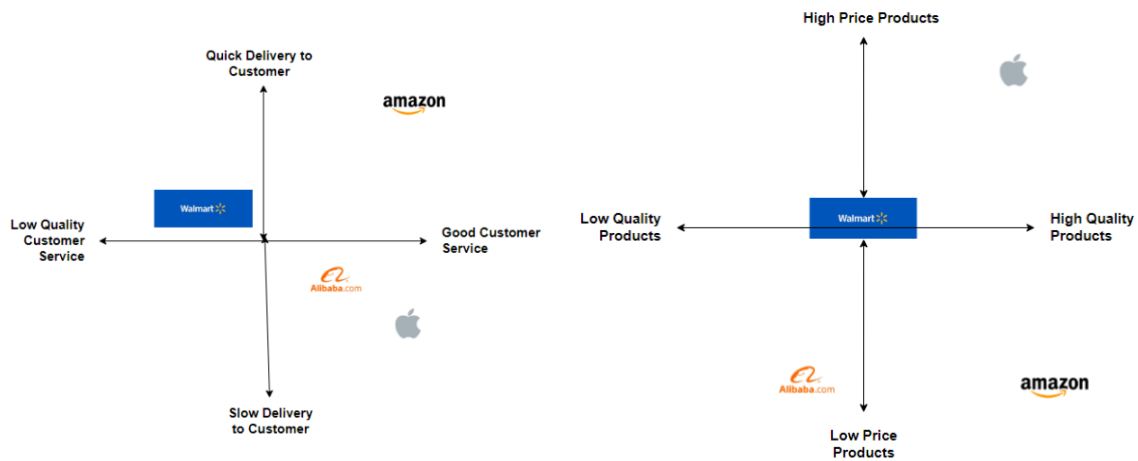 Quick Delivery to
Customer
amazon
Walmart
Low Quality
Customer
Service
Good Customer
Service
Alibaba.com
Slow Delivery
to Customer
High Price Products
Walmart
Low Quality
Products
High Quality
Products
Alibaba.com
amazon
Low Price
Products